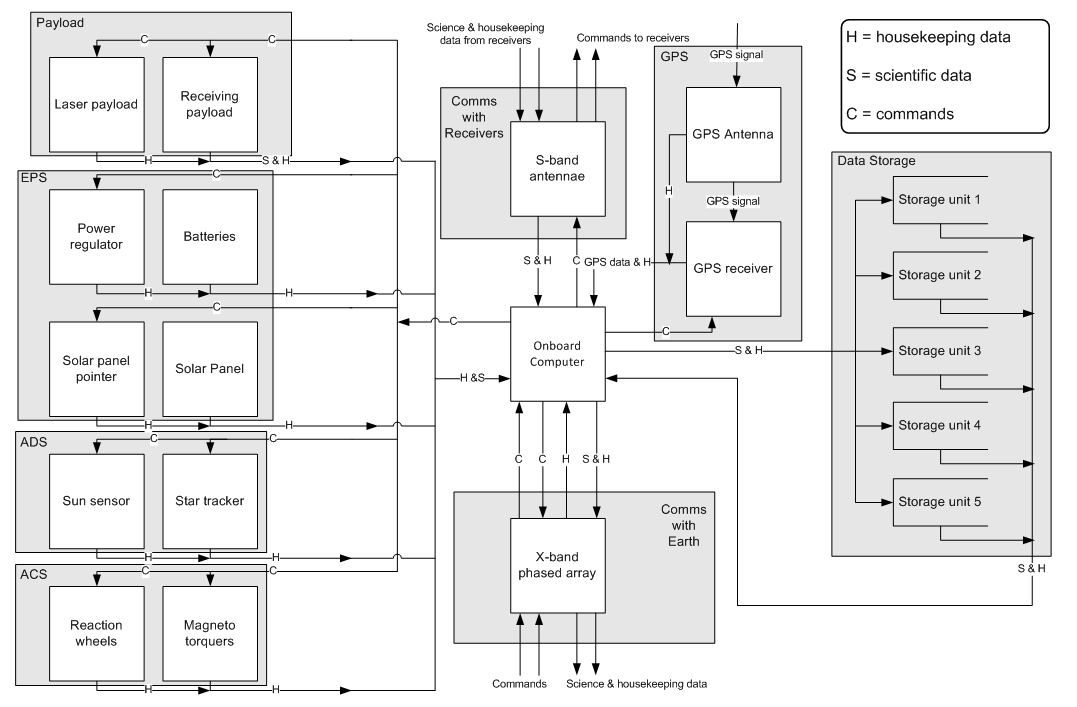 Payload
C
C
Laser payload
Receiving
payload
H
S & H
EPS
C
Power
regulator
Batteries
H
H
C
Solar panel
pointer
Solar Panel
H
H
ADS
C
C
Sun sensor
Star tracker
H
H
ACS
C
C
Reaction
wheels
Magneto
torquers
H
H
Science & housekeeping
data from receivers
Commands to receivers
Comms
with
Receivers
S-band
antennae
S & H
C
GPS data & H
GPS
GPS signal
GPS Antenna
H
GPS signal
GPS receiver
C
C
Onboard
Computer
S & H
H &S
C
C
H
S & H
Comms
with
Earth
X-band
phased array
Commands
Science & housekeeping data
H = housekeeping data
S = scientific data
C = commands
Data Storage
Storage unit 1
Storage unit 2
Storage unit 3
Storage unit 4
Storage unit 5
S & H